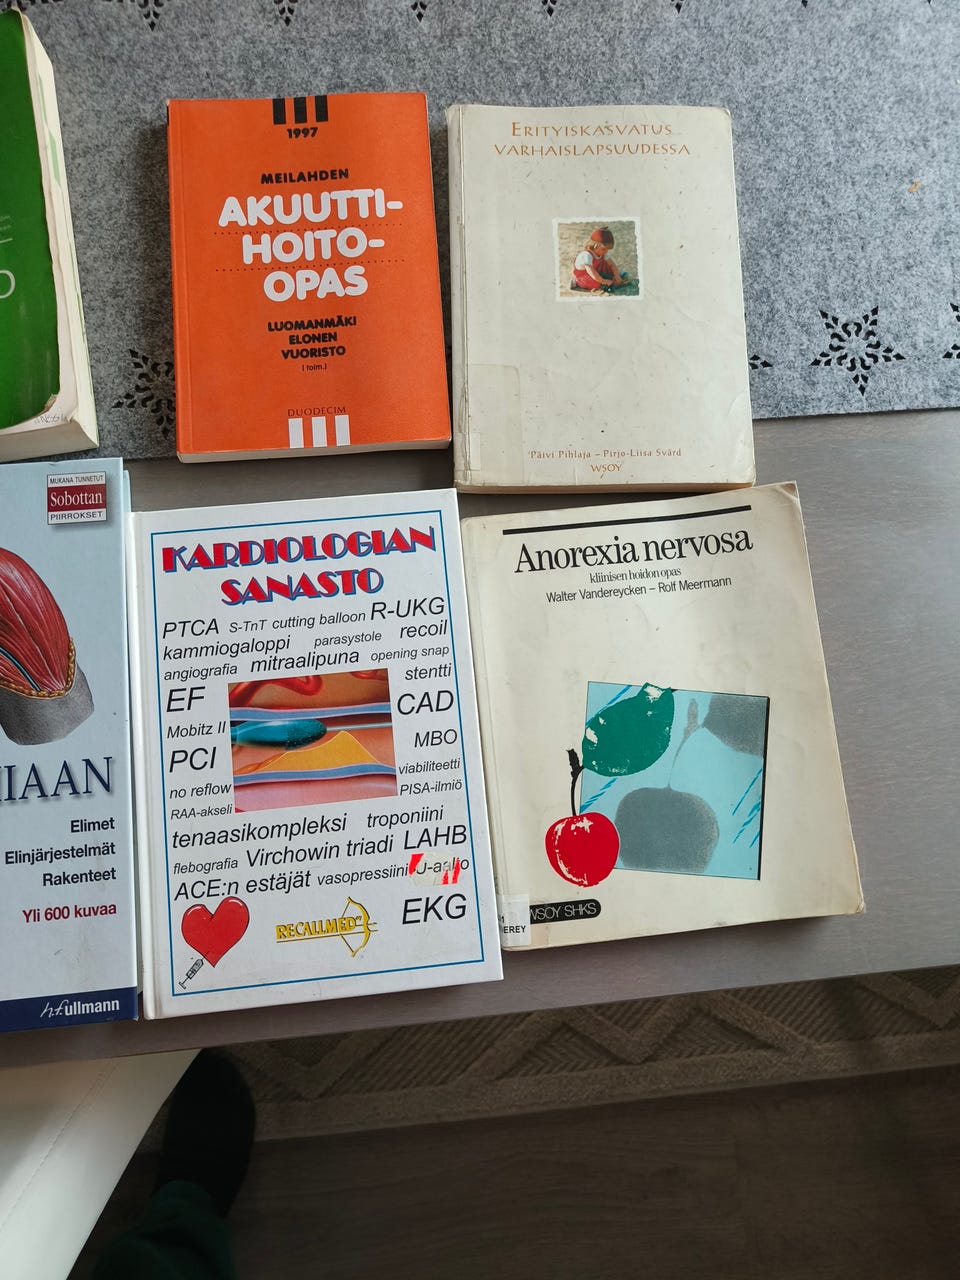 1997
MEILAHDEN
AKUUTTI-
HOITO-
OPAS
LUOMANMÄKI
ELONEN
VUORISTO
(toim.)
DUODECIM
ERITYISKASVATUS
VARHAISLAPSUUDESSA
Päivi Pihlaja – Pirjo-Liisa Svärd
WSOY
MUKANA TUNNETUT
Sobottan
PIIRROKSET
IAAN
Elimet
Elinjärjestelmät
Rakenteet
Yli 600 kuvaa
h.f.ullmann
KARDIOLOGIAN
SANASTO
PTCA S-TnT cutting balloon R-UKG
kammiogaloppi parasystole recoil
angiografia mitraalipuna opening snap
stentti
EF
CAD
Mobitz II
MBO
PCI
viabiliteetti
no reflow
PISA-ilmiö
RAA-akseli
tenaasikompleksi troponiini
flebografia Virchowin triadi LAHB
ACE:n estäjät vasopressiini U-aalto
RECALLMED
EKG
Anorexia nervosa
kliinisen hoidon opas
Walter Vandereycken – Rolf Meermann
WSOY SHKS
EREY